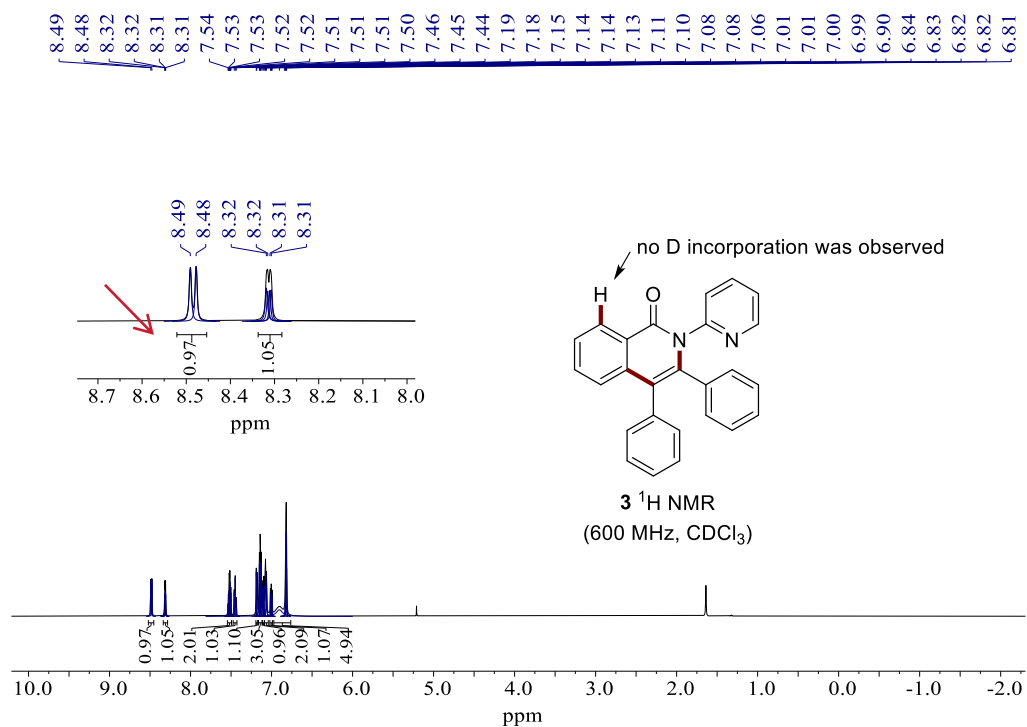 8.49 8.48 8.32 8.32 8.31 8.31 7.54 7.53 7.53 7.52 7.52 7.51 7.51 7.50 7.46 7.45 7.44 7.19 7.18 7.15 7.14 7.14 7.13 7.11 7.10 7.08 7.08 7.06 7.01 7.01 7.00 6.99 6.90 6.84 6.83 6.82 6.82 6.81
8.49 8.48 8.32 8.32 8.31 8.31
no D incorporation was observed
H
O
N
N
0.97 1.05
8.7 8.6 8.5 8.4 8.3 8.2 8.1 8.0
ppm
3 ¹H NMR
(600 MHz, CDCl₃)
0.97 1.05 2.01 1.03 1.10 3.05 0.96 2.09 1.07 4.94
10.0 9.0 8.0 7.0 6.0 5.0 4.0 3.0 2.0 1.0 0.0 -1.0 -2.0
ppm